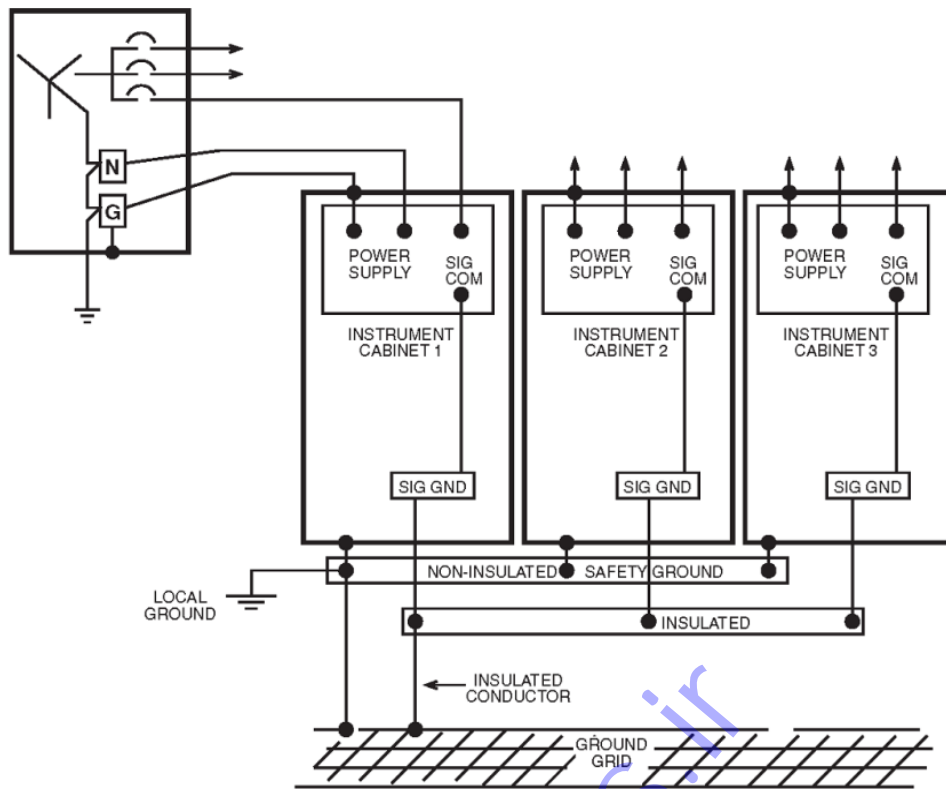 N
G
POWER
SUPPLY
SIG
COM
INSTRUMENT
CABINET 1
SIG GND
POWER
SUPPLY
SIG
COM
INSTRUMENT
CABINET 2
SIG GND
POWER
SUPPLY
SIG
COM
INSTRUMENT
CABINET 3
SIG GND
NON-INSULATED SAFETY GROUND
LOCAL
GROUND
INSULATED
INSULATED
CONDUCTOR
GROUND
GRID